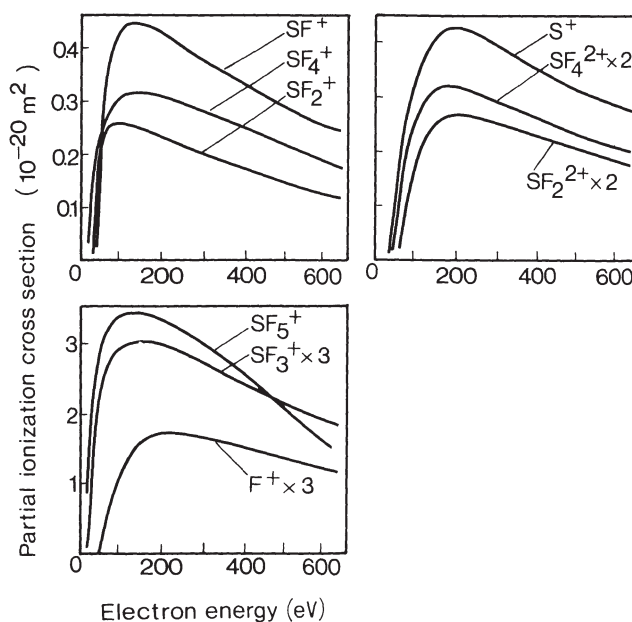 Partial ionization cross section (10⁻²⁰ m²)
0.4
0.3
0.2
0.1
SF⁺
SF₄⁺
SF₂⁺
0 200 400 600
S⁺
SF₄²⁺×2
SF₂²⁺×2
0 200 400 600
3
2
1
SF₅⁺
SF₃⁺×3
F⁺×3
0 200 400 600
Electron energy (eV)